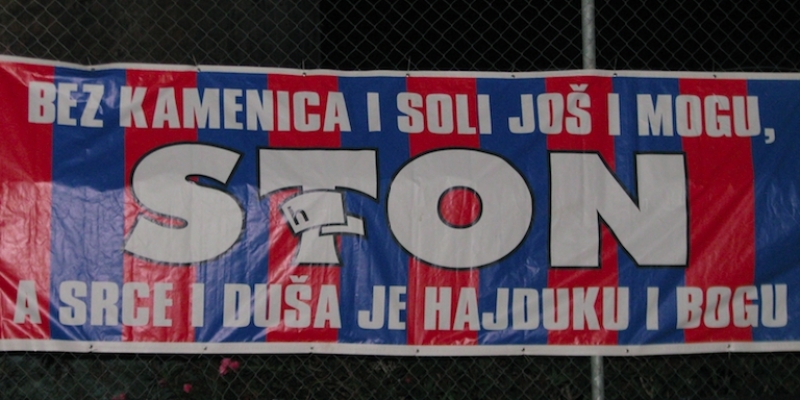 BEZ KAMENICA I SOLI JOŠ I MOGU,
STON
h
A SRCE I DUŠA JE HAJDUKU I BOGU